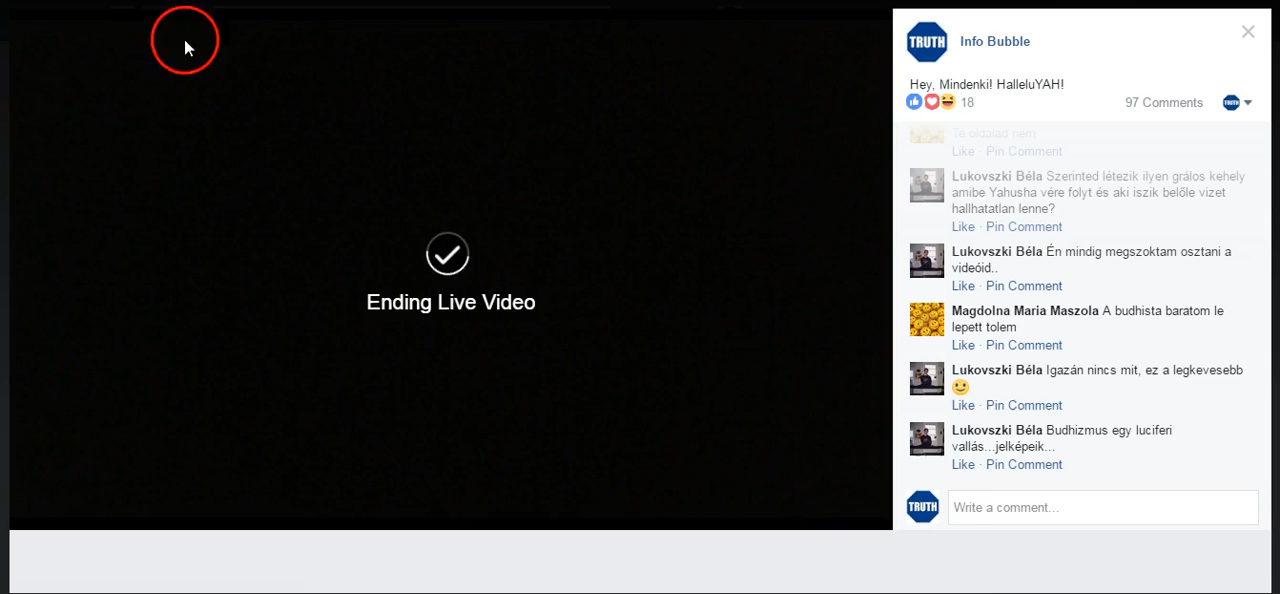 TRUTH
Info Bubble
Hey, Mindenki! HalleluYAH!
18
97 Comments
TRUTH
Te oldalad nem
Like · Pin Comment
Lukovszki Béla Szerinted létezik ilyen grálos kehely
amibe Yahusha vére folyt és aki iszik belőle vizet
hallhatatlan lenne?
Like · Pin Comment
Lukovszki Béla Én mindig megszoktam osztani a
videóid..
Like · Pin Comment
Magdolna Maria Maszola A budhista baratom le
lepett tolem
Like · Pin Comment
Lukovszki Béla Igazán nincs mit, ez a legkevesebb
Like · Pin Comment
Lukovszki Béla Budhizmus egy luciferi
vallás...jelképeik...
Like · Pin Comment
TRUTH
Write a comment...
Ending Live Video